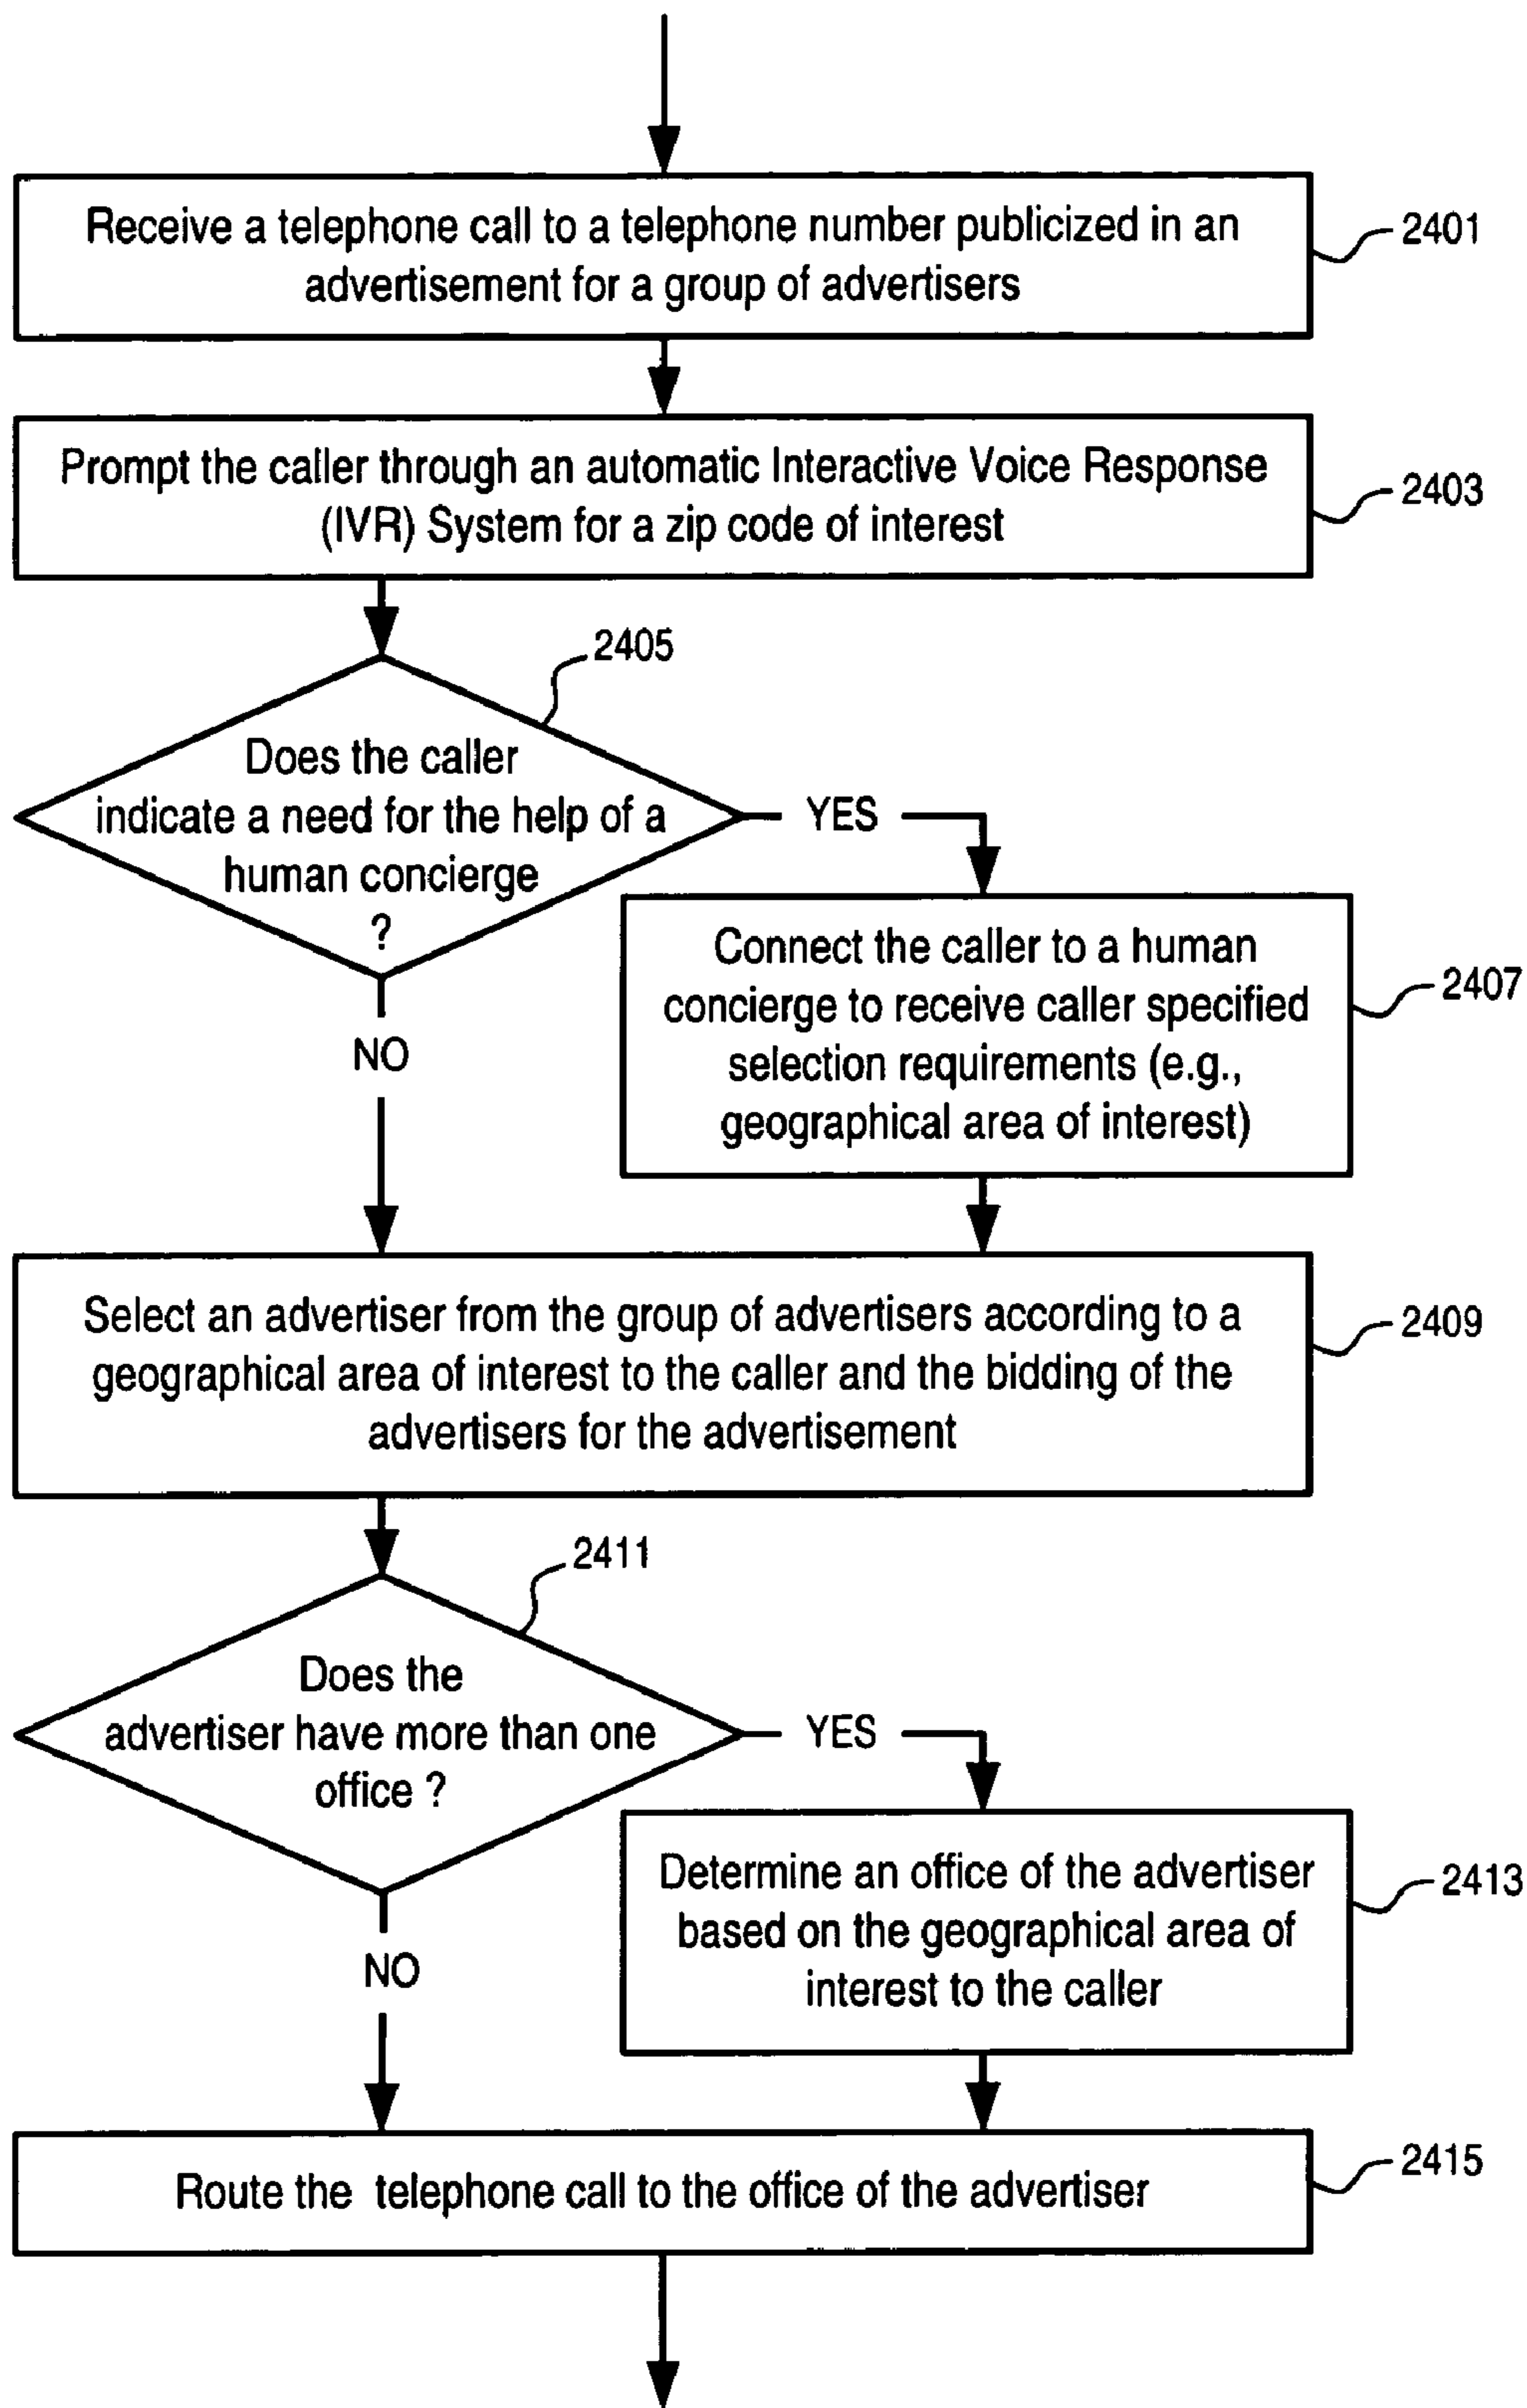 Receive a telephone call to a telephone number publicized in an
advertisement for a group of advertisers
2401
Prompt the caller through an automatic Interactive Voice Response
(IVR) System for a zip code of interest
2403
2405
Does the caller
indicate a need for the help of a
human concierge
?
YES
NO
Connect the caller to a human
concierge to receive caller specified
selection requirements (e.g.,
geographical area of interest)
2407
Select an advertiser from the group of advertisers according to a
geographical area of interest to the caller and the bidding of the
advertisers for the advertisement
2409
2411
Does the
advertiser have more than one
office ?
YES
NO
Determine an office of the advertiser
based on the geographical area of
interest to the caller
2413
Route the telephone call to the office of the advertiser
2415